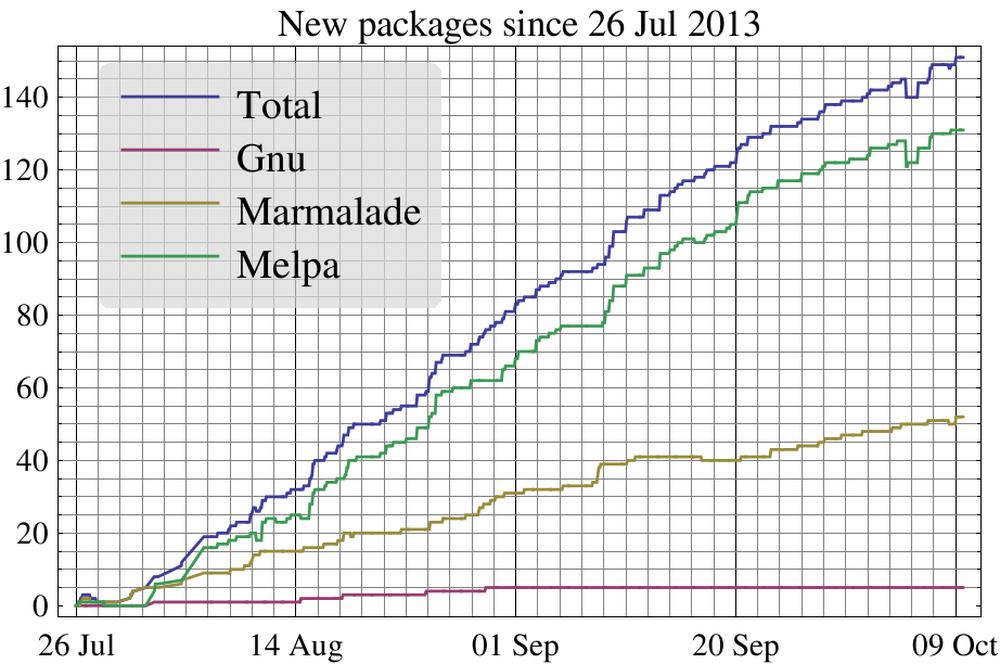 New packages since 26 Jul 2013
Total
Gnu
Marmalade
Melpa
140
120
100
80
60
40
20
0
26 Jul 14 Aug 01 Sep 20 Sep 09 Oct